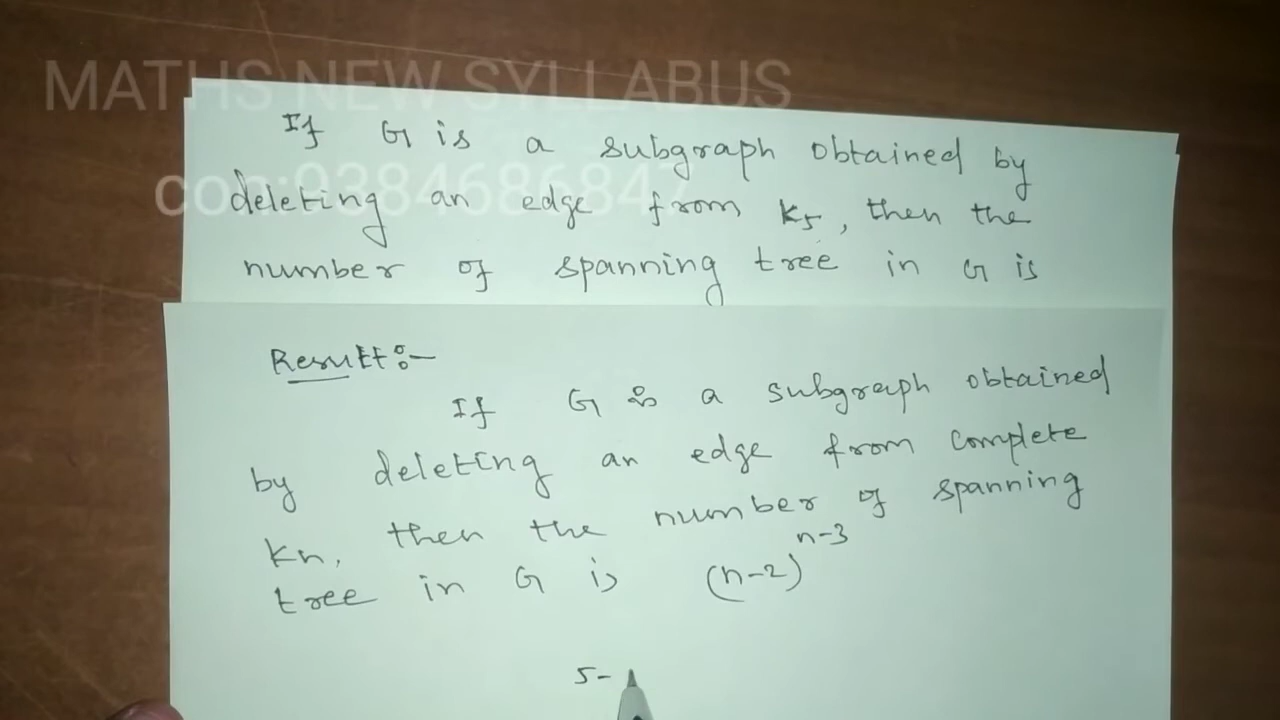 MATHS NEW SYLLABUS
If G is a subgraph obtained by
con:9384686847
deleting an edge from K5, then the
number of spanning tree in G is
Result:-
If G is a subgraph obtained
by deleting an edge from complete
Kn, then the number of spanning
tree in G is (n-2)^{n-3}
5-